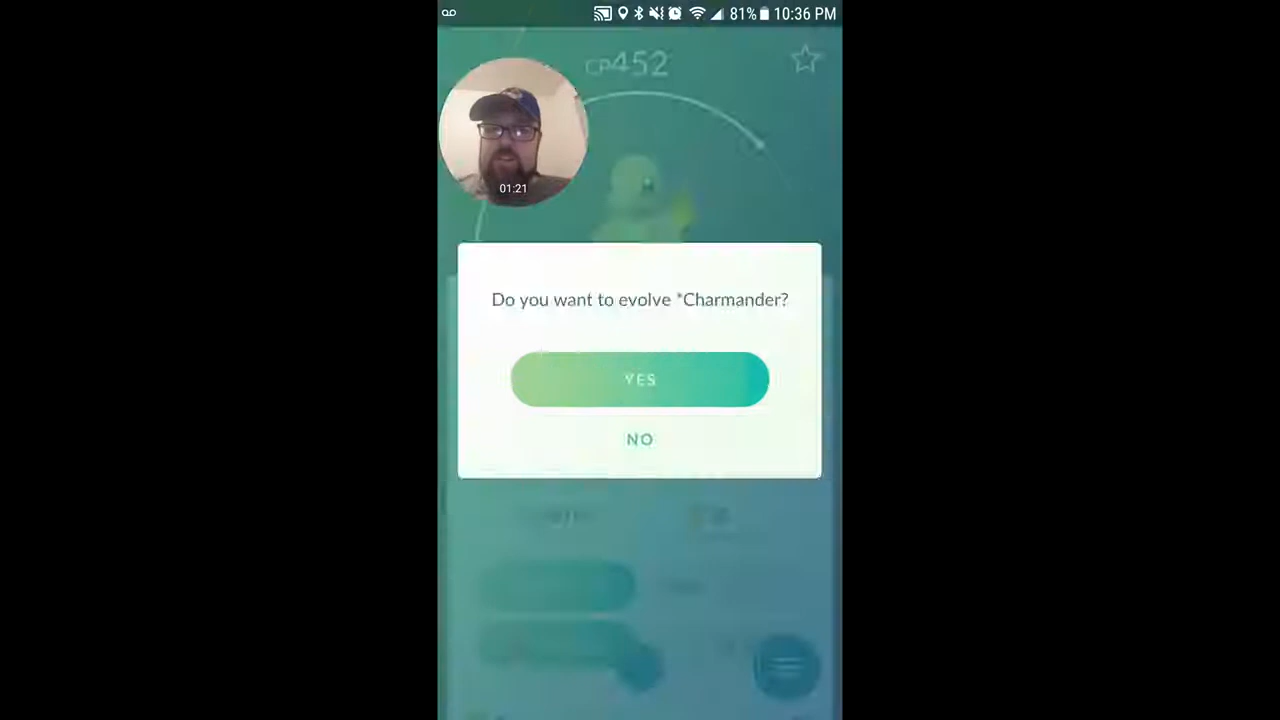 81% 10:36 PM
CP452
01:21
Do you want to evolve *Charmander?
YES
NO